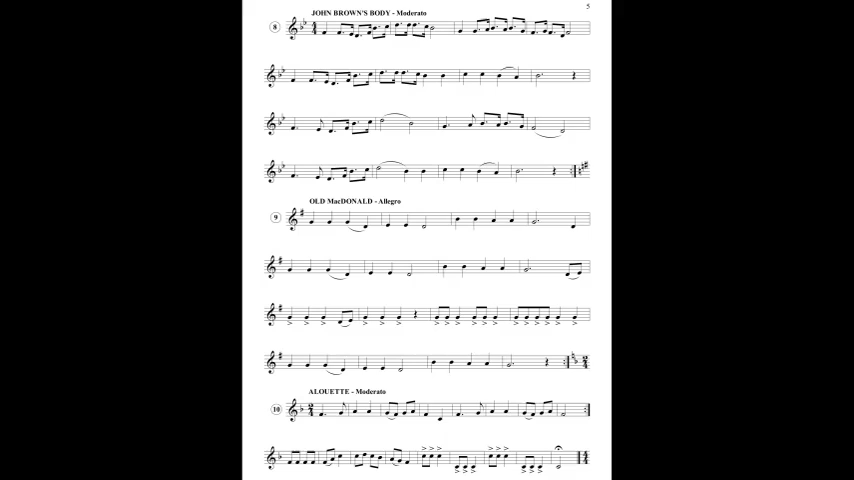 5
JOHN BROWN'S BODY - Moderato
8
OLD MacDONALD - Allegro
9
ALOUETTE - Moderato
10